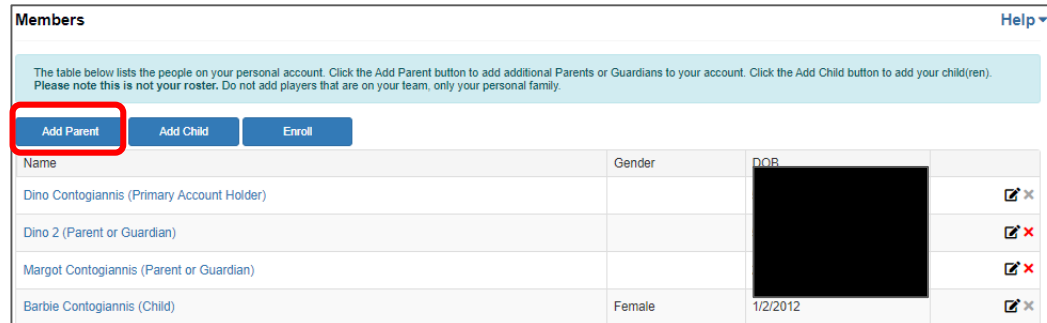 Members Help
The table below lists the people on your personal account. Click the Add Parent button to add additional Parents or Guardians to your account. Click the Add Child button to add your child(ren).
Please note this is not your roster. Do not add players that are on your team, only your personal family.
Add Parent Add Child Enroll
Name Gender DOB
Dino Contogiannis (Primary Account Holder)
Dino 2 (Parent or Guardian)
Margot Contogiannis (Parent or Guardian)
Barbie Contogiannis (Child) Female 1/2/2012